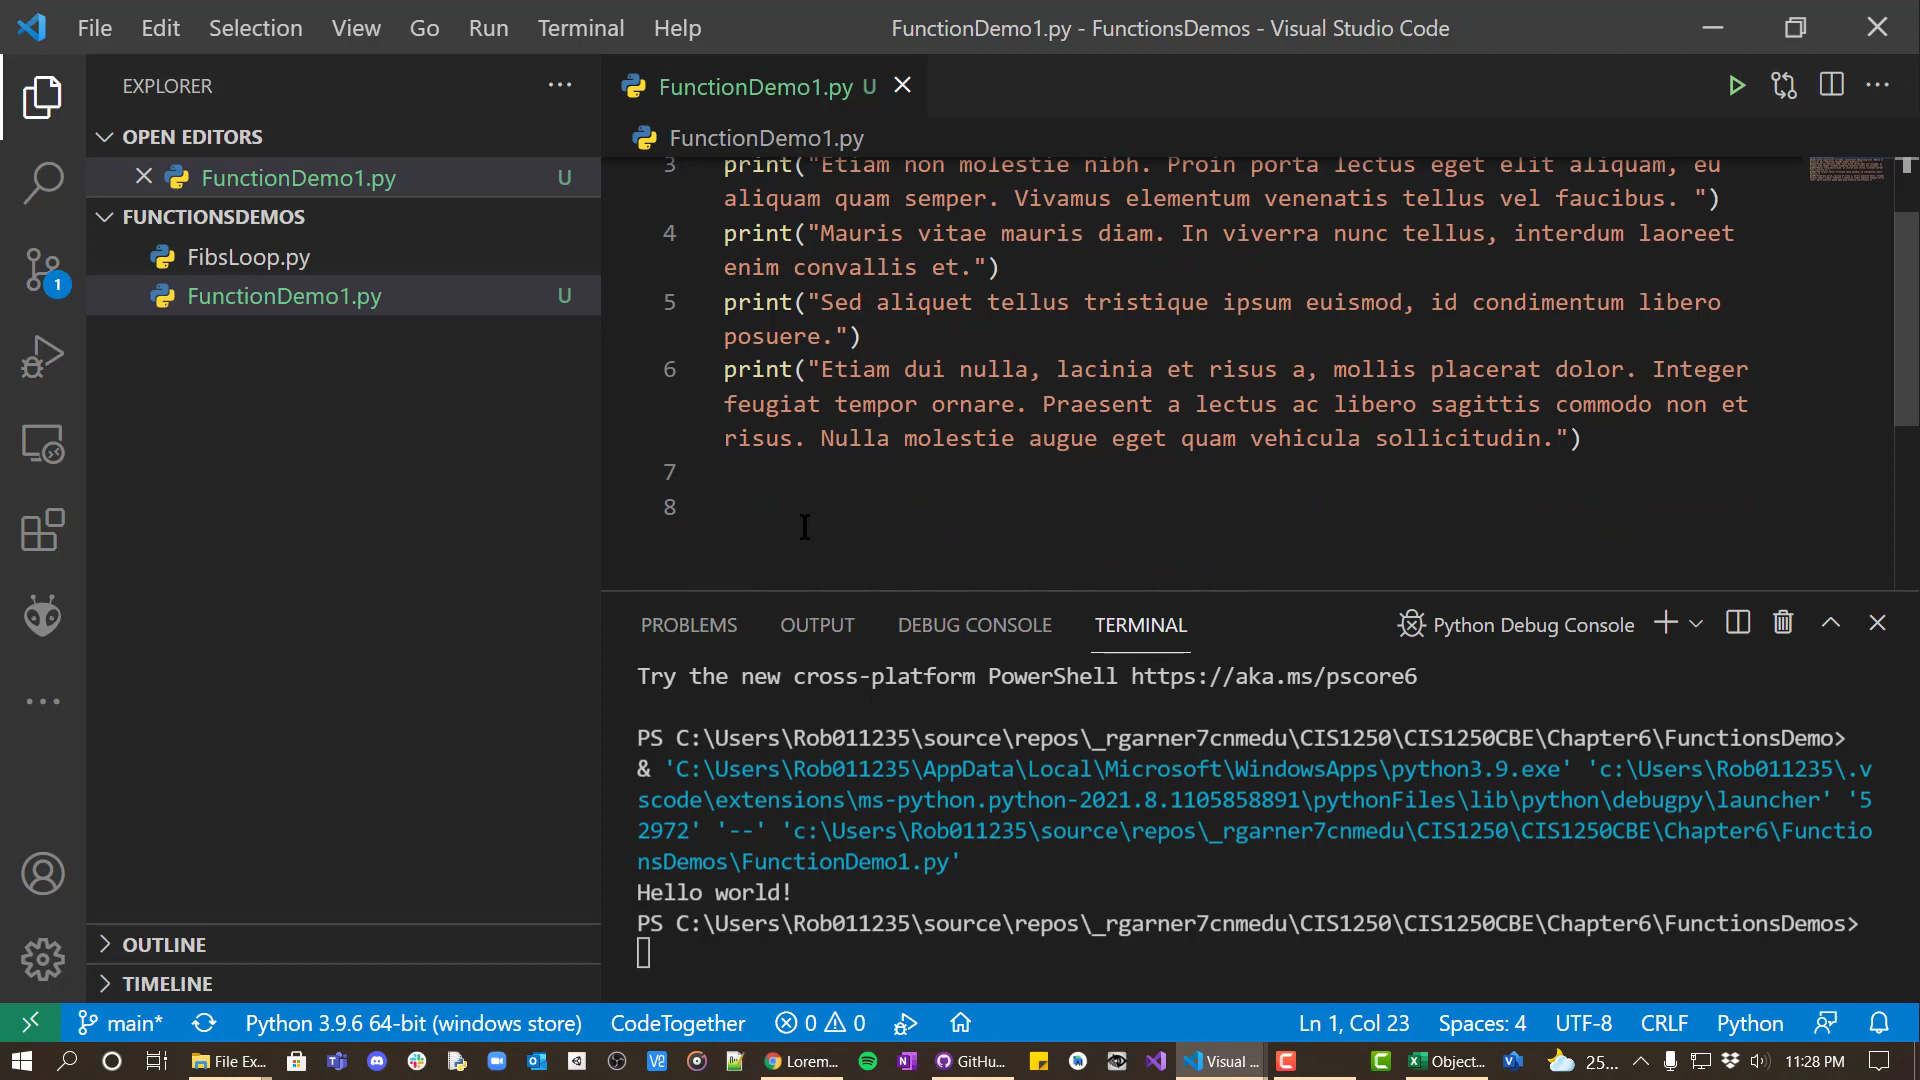 File Edit Selection View Go Run Terminal Help
FunctionDemo1.py - FunctionsDemos - Visual Studio Code
EXPLORER
OPEN EDITORS
FunctionDemo1.py U
FUNCTIONSDEMOS
FibsLoop.py
FunctionDemo1.py U
OUTLINE
TIMELINE
1
FunctionDemo1.py U
FunctionDemo1.py
3 print("Etiam non molestie nibh. Proin porta lectus eget elit aliquam, eu
aliquam quam semper. Vivamus elementum venenatis tellus vel faucibus. ")
4 print("Mauris vitae mauris diam. In viverra nunc tellus, interdum laoreet
enim convallis et.")
5 print("Sed aliquet tellus tristique ipsum euismod, id condimentum libero
posuere.")
6 print("Etiam dui nulla, lacinia et risus a, mollis placerat dolor. Integer
feugiat tempor ornare. Praesent a lectus ac libero sagittis commodo non et
risus. Nulla molestie augue eget quam vehicula sollicitudin.")
7
8
PROBLEMS OUTPUT DEBUG CONSOLE TERMINAL Python Debug Console
Try the new cross-platform PowerShell https://aka.ms/pscore6
PS C:\Users\Rob011235\source\repos\_rgarner7cnmedu\CIS1250\CIS1250CBE\Chapter6\FunctionsDemo>
& 'C:\Users\Rob011235\AppData\Local\Microsoft\WindowsApps\python3.9.exe' 'c:\Users\Rob011235\.v
scode\extensions\ms-python.python-2021.8.1105858891\pythonFiles\lib\python\debugpy\launcher' '5
2972' '--' 'c:\Users\Rob011235\source\repos\_rgarner7cnmedu\CIS1250\CIS1250CBE\Chapter6\Functio
nsDemos\FunctionDemo1.py'
Hello world!
PS C:\Users\Rob011235\source\repos\_rgarner7cnmedu\CIS1250\CIS1250CBE\Chapter6\FunctionsDemos>
main* Python 3.9.6 64-bit (windows store) CodeTogether 0 0 Ln 1, Col 23 Spaces: 4 UTF-8 CRLF Python
File Ex... Lorem... GitHu... Visual ... Object... 25... 11:28 PM